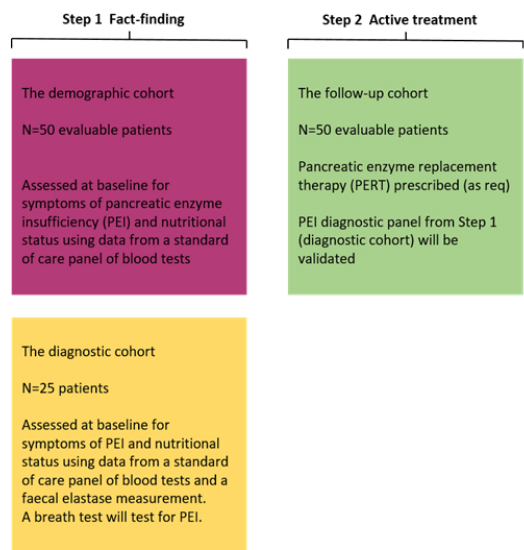 Step 1 Fact-finding
The demographic cohort
N=50 evaluable patients
Assessed at baseline for
symptoms of pancreatic enzyme
insufficiency (PEI) and nutritional
status using data from a standard
of care panel of blood tests
The diagnostic cohort
N=25 patients
Assessed at baseline for
symptoms of PEI and nutritional
status using data from a standard
of care panel of blood tests and a
faecal elastase measurement.
A breath test will test for PEI.
Step 2 Active treatment
The follow-up cohort
N=50 evaluable patients
Pancreatic enzyme replacement
therapy (PERT) prescribed (as req)
PEI diagnostic panel from Step 1
(diagnostic cohort) will be
validated